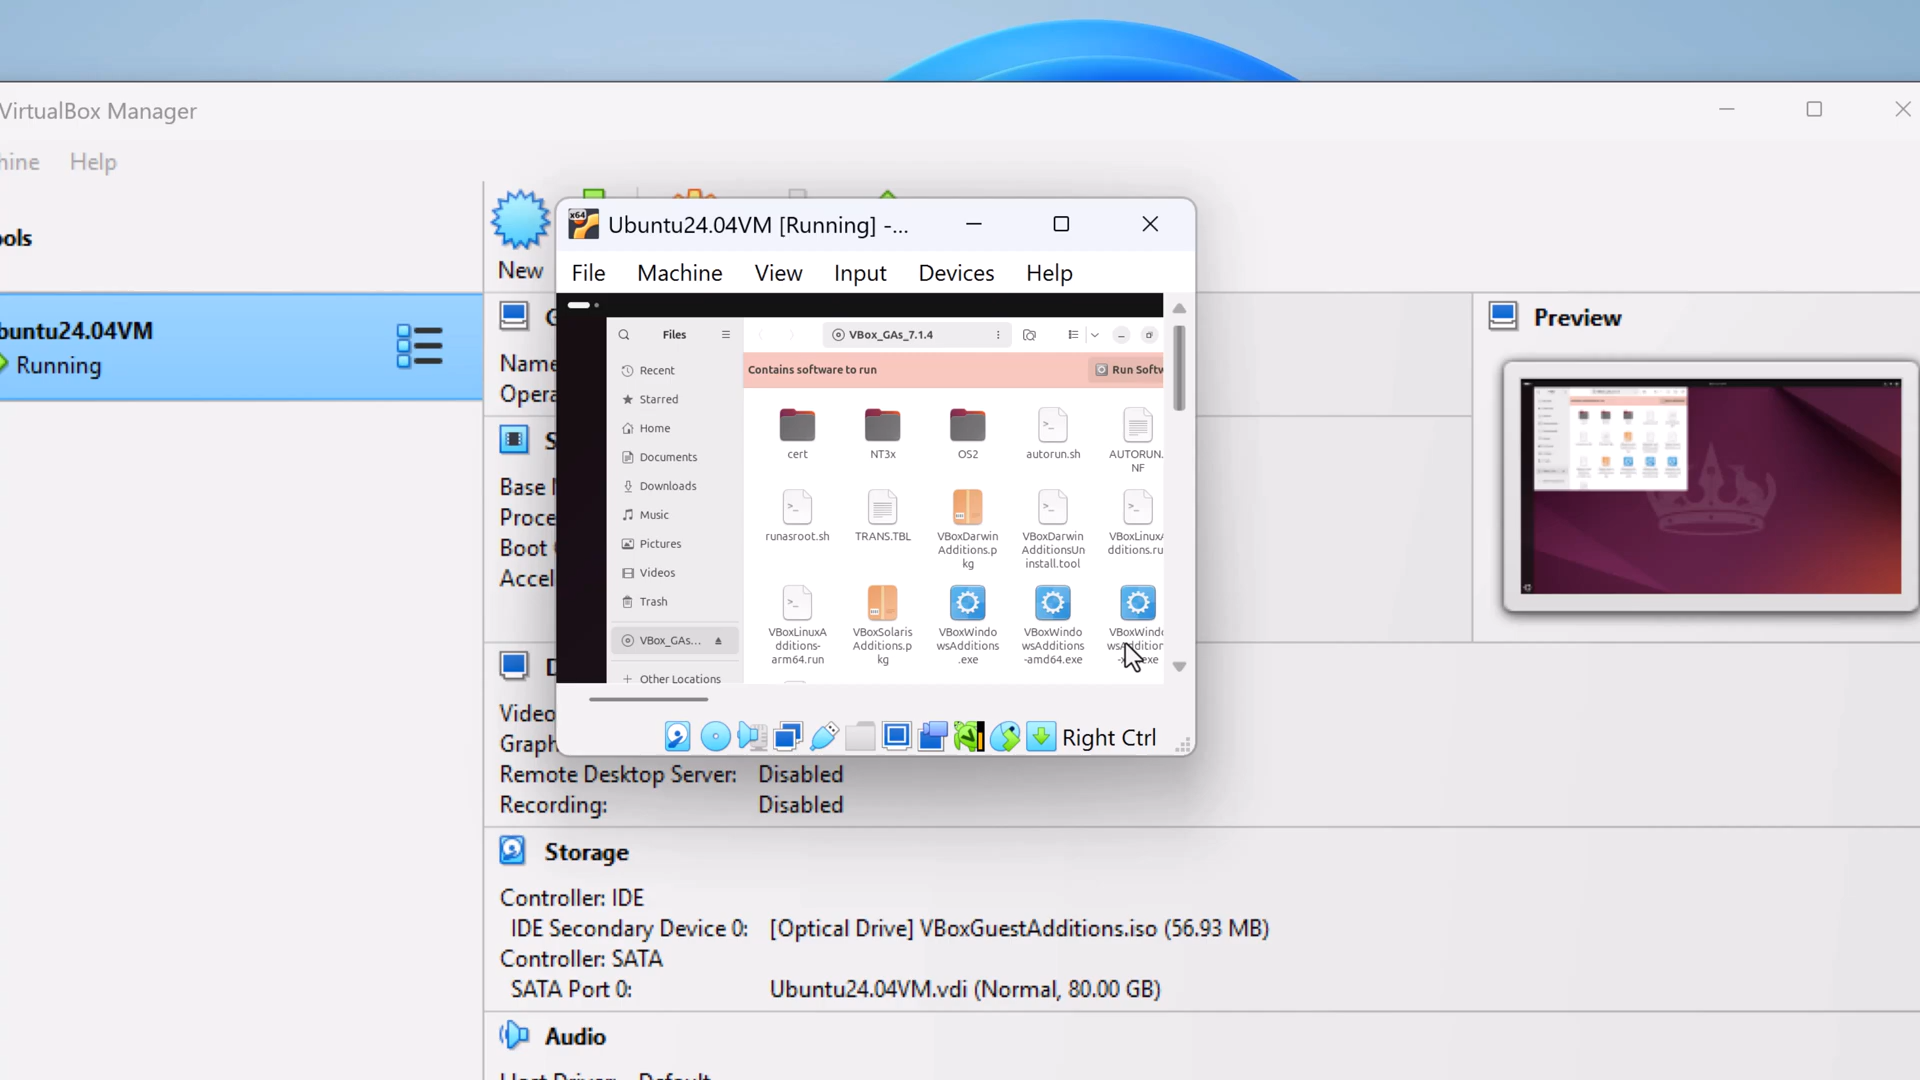 VirtualBox Manager
hine Help
ools
New
buntu24.04VM
Running
Name
Opera
Base
Proce
Boot
Accel
Preview
x64
Ubuntu24.04VM [Running] -...
File Machine View Input Devices Help
Files
VBox_GAs_7.1.4
Recent
Starred
Home
Documents
Downloads
Music
Pictures
Videos
Trash
VBox_GAs...
Other Locations
Contains software to run Run Softw
cert
NT3x
OS2
autorun.sh
AUTORUN.
NF
runasroot.sh
TRANS.TBL
VBoxDarwin
Additions.p
kg
VBoxDarwin
AdditionsUn
install.tool
VBoxLinuxA
dditions.ru
VBoxLinuxA
dditions-
arm64.run
VBoxSolaris
Additions.p
kg
VBoxWindo
wsAdditions
.exe
VBoxWindo
wsAdditions
-amd64.exe
VBoxWindo
exe
Right Ctrl
Video
Graph
Remote Desktop Server: Disabled
Recording: Disabled
Storage
Controller: IDE
IDE Secondary Device 0: [Optical Drive] VBoxGuestAdditions.iso (56.93 MB)
Controller: SATA
SATA Port 0: Ubuntu24.04VM.vdi (Normal, 80.00 GB)
Audio